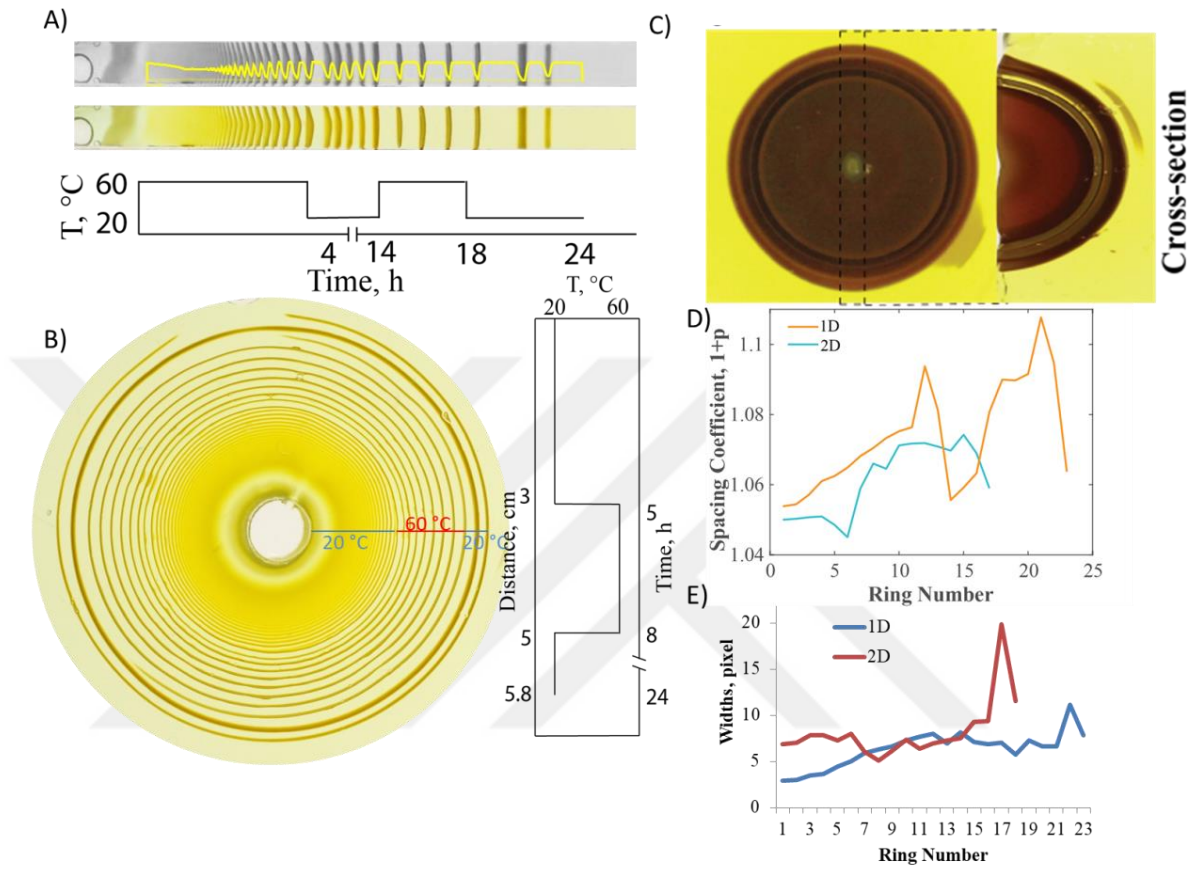 A)
T, °C
60
20
4 14 18 24
Time, h
B)
20 °C
60 °C
20 °C
T, °C
20 60
Distance, cm
3
5
5.8
5
8
24
Time, h
C)
Cross-section
D)
1D
2D
Spacing Coefficient, 1+p
1.1
1.08
1.06
1.04
0 5 10 15 20 25
Ring Number
E)
1D
2D
Widths, pixel
20
15
10
5
0
1 3 5 7 9 11 13 15 17 19 21 23
Ring Number